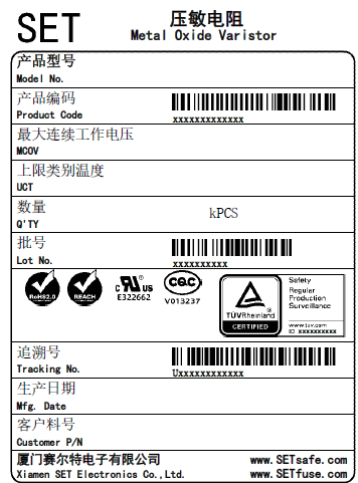 SET
压敏电阻
Metal Oxide Varistor
产品型号
Model No.
产品编码
Product Code
XXXXXXXXXXXXX
最大连续工作电压
MCOV
上限类别温度
UCT
数量
Q'TY
kPCS
批号
Lot No.
XXXXXXXXXX
RoHS2.0
REACH
c RU US
E322662
CQC
V013237
TÜVRheinland
CERTIFIED
Safety
Regular
Production
Surveillance
www.tuv.com
ID XXXXXXXXXX
追溯号
Tracking No.
UXXXXXXXXXXXX
生产日期
Mfg. Date
客户料号
Customer P/N
厦门赛尔特电子有限公司
www.SETsafe.com
Xiamen SET Electronics Co.,Ltd.
www.SETfuse.com